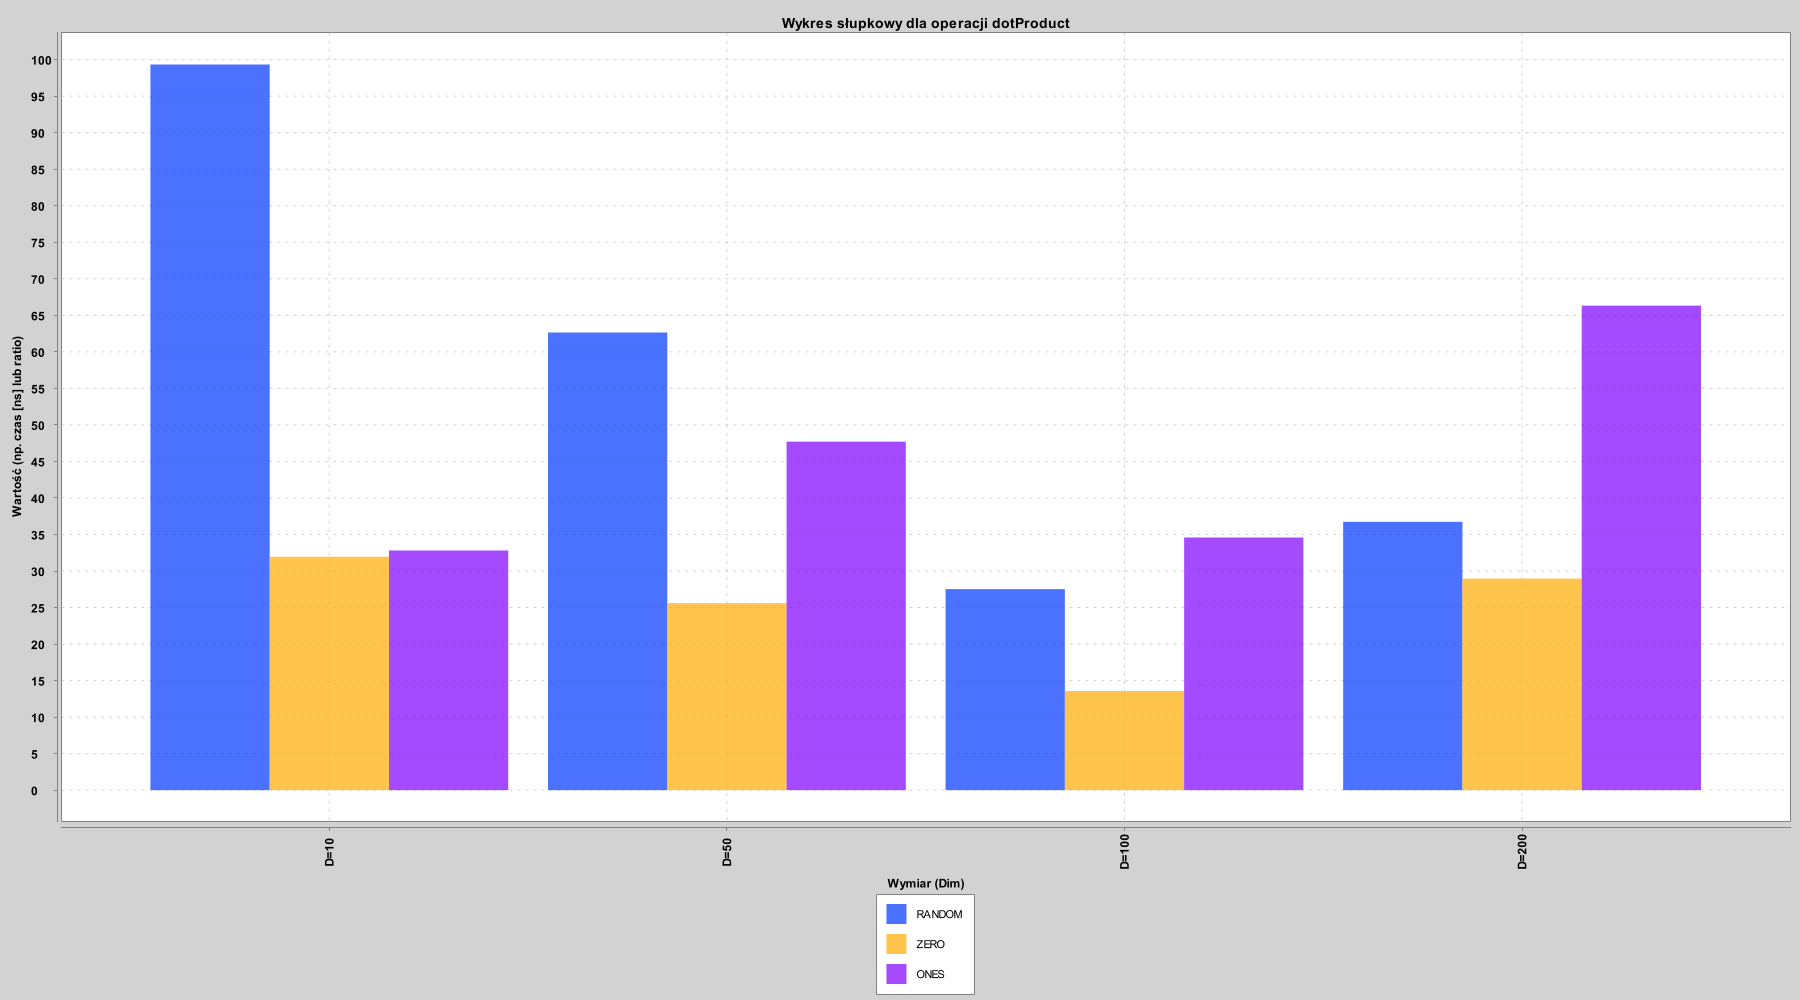 Wykres słupkowy dla operacji dotProduct
Wartość (np. czas [ns] lub ratio)
100
95
90
85
80
75
70
65
60
55
50
45
40
35
30
25
20
15
10
5
0
D=10
D=50
D=100
D=200
Wymiar (Dim)
RANDOM
ZERO
ONES